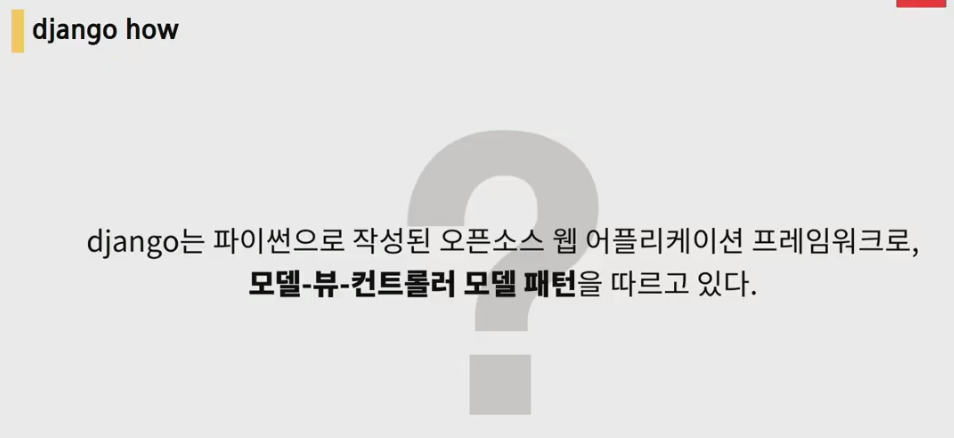 django how
django는 파이썬으로 작성된 오픈소스 웹 어플리케이션 프레임워크로,
모델-뷰-컨트롤러 모델 패턴을 따르고 있다.
?